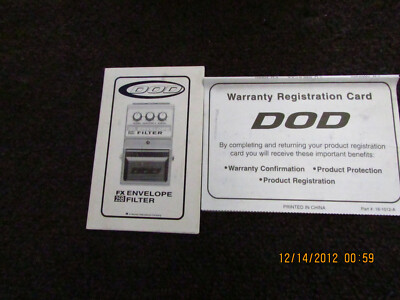 DOD
FILTER
FX ENVELOPE
25B FILTER
Warranty Registration Card
DOD
By completing and returning your product registration
card you will receive these important benefits:
• Warranty Confirmation • Product Protection
• Product Registration
PRINTED IN CHINA
12/14/2012 00:59